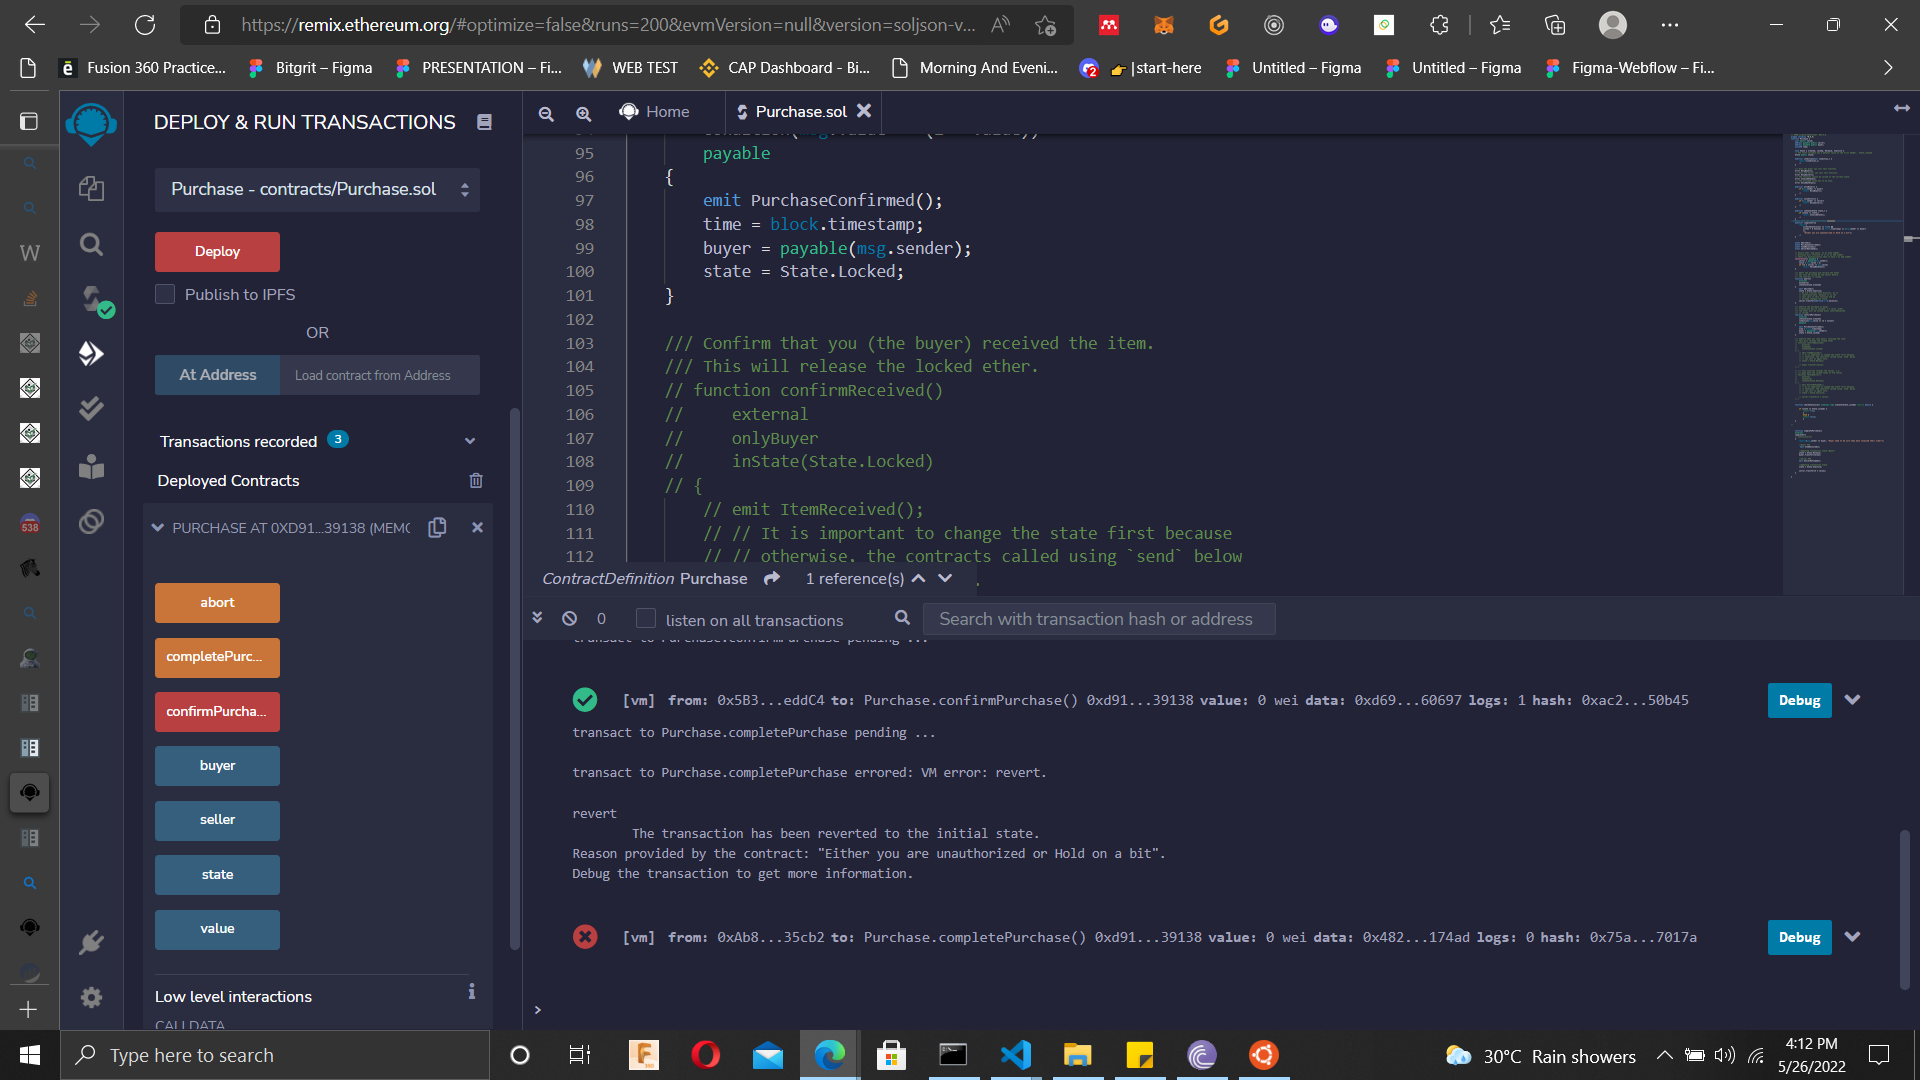 https://remix.ethereum.org/#optimize=false&runs=200&evmVersion=null&version=soljson-v...
Fusion 360 Practice...
Bitgrit – Figma
PRESENTATION – Fi...
WEB TEST
CAP Dashboard - Bi...
Morning And Eveni...
|start-here
Untitled – Figma
Untitled – Figma
Figma-Webflow – Fi...
DEPLOY & RUN TRANSACTIONS
Purchase - contracts/Purchase.sol
Deploy
Publish to IPFS
OR
At Address
Load contract from Address
Transactions recorded 3
Deployed Contracts
PURCHASE AT 0XD91...39138 (MEMO
abort
completePurc...
confirmPurcha...
buyer
seller
state
value
Low level interactions
CALLDATA
Home
Purchase.sol
95 payable
96 {
97 emit PurchaseConfirmed();
98 time = block.timestamp;
99 buyer = payable(msg.sender);
100 state = State.Locked;
101 }
102
103 /// Confirm that you (the buyer) received the item.
104 /// This will release the locked ether.
105 // function confirmReceived()
106 // external
107 // onlyBuyer
108 // inState(State.Locked)
109 // {
110 // emit ItemReceived();
111 // // It is important to change the state first because
112 // // otherwise, the contracts called using `send` below
ContractDefinition Purchase 1 reference(s)
0 listen on all transactions
Search with transaction hash or address
transact to Purchase.confirmPurchase pending ...
[vm] from: 0x5B3...eddC4 to: Purchase.confirmPurchase() 0xd91...39138 value: 0 wei data: 0xd69...60697 logs: 1 hash: 0xac2...50b45
Debug
transact to Purchase.completePurchase pending ...
transact to Purchase.completePurchase errored: VM error: revert.
revert
The transaction has been reverted to the initial state.
Reason provided by the contract: "Either you are unauthorized or Hold on a bit".
Debug the transaction to get more information.
[vm] from: 0xAb8...35cb2 to: Purchase.completePurchase() 0xd91...39138 value: 0 wei data: 0x482...174ad logs: 0 hash: 0x75a...7017a
Debug
>
Type here to search
30°C Rain showers
4:12 PM
5/26/2022